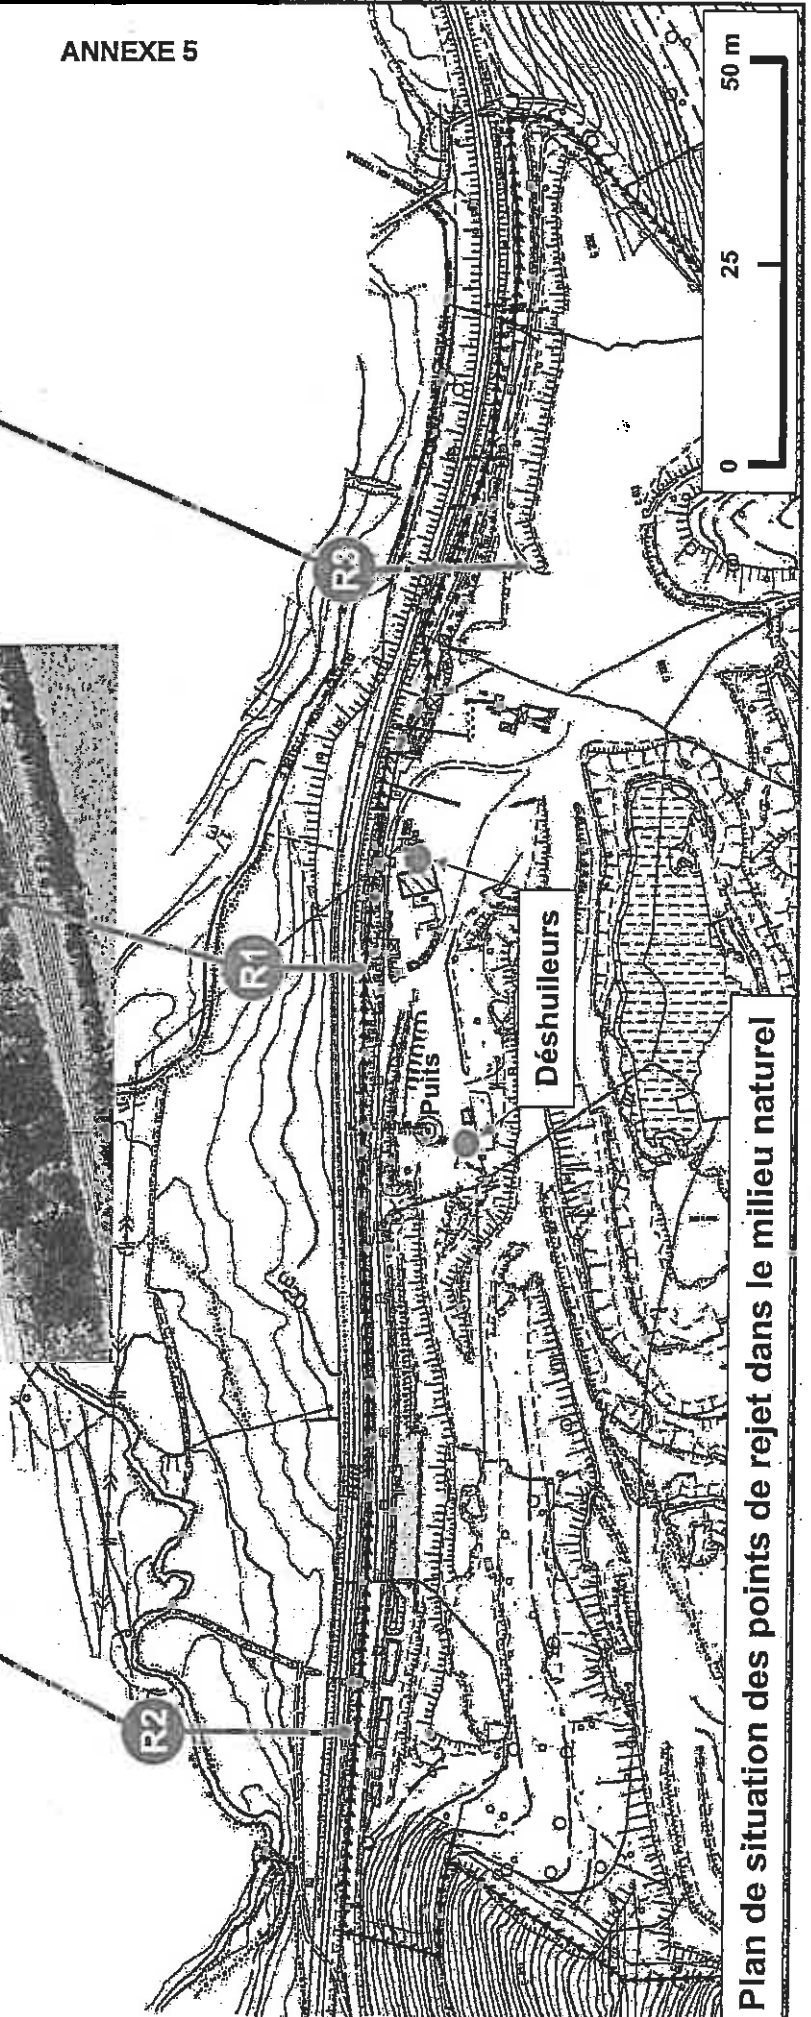 ANNEXE 5
R3
R1
R2
Puits
Déshuileurs
320
0
25
50 m
Plan de situation des points de rejet dans le milieu naturel